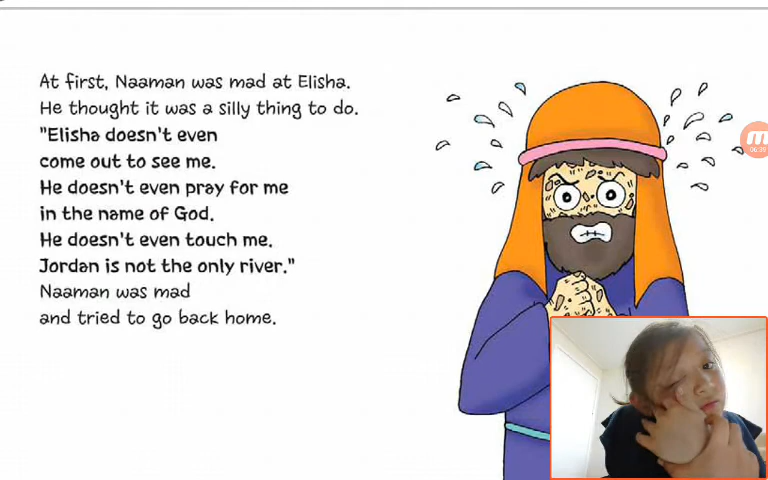 At first, Naaman was mad at Elisha.
He thought it was a silly thing to do.
"Elisha doesn't even
come out to see me.
He doesn't even pray for me
in the name of God.
He doesn't even touch me.
Jordan is not the only river."
Naaman was mad
and tried to go back home.